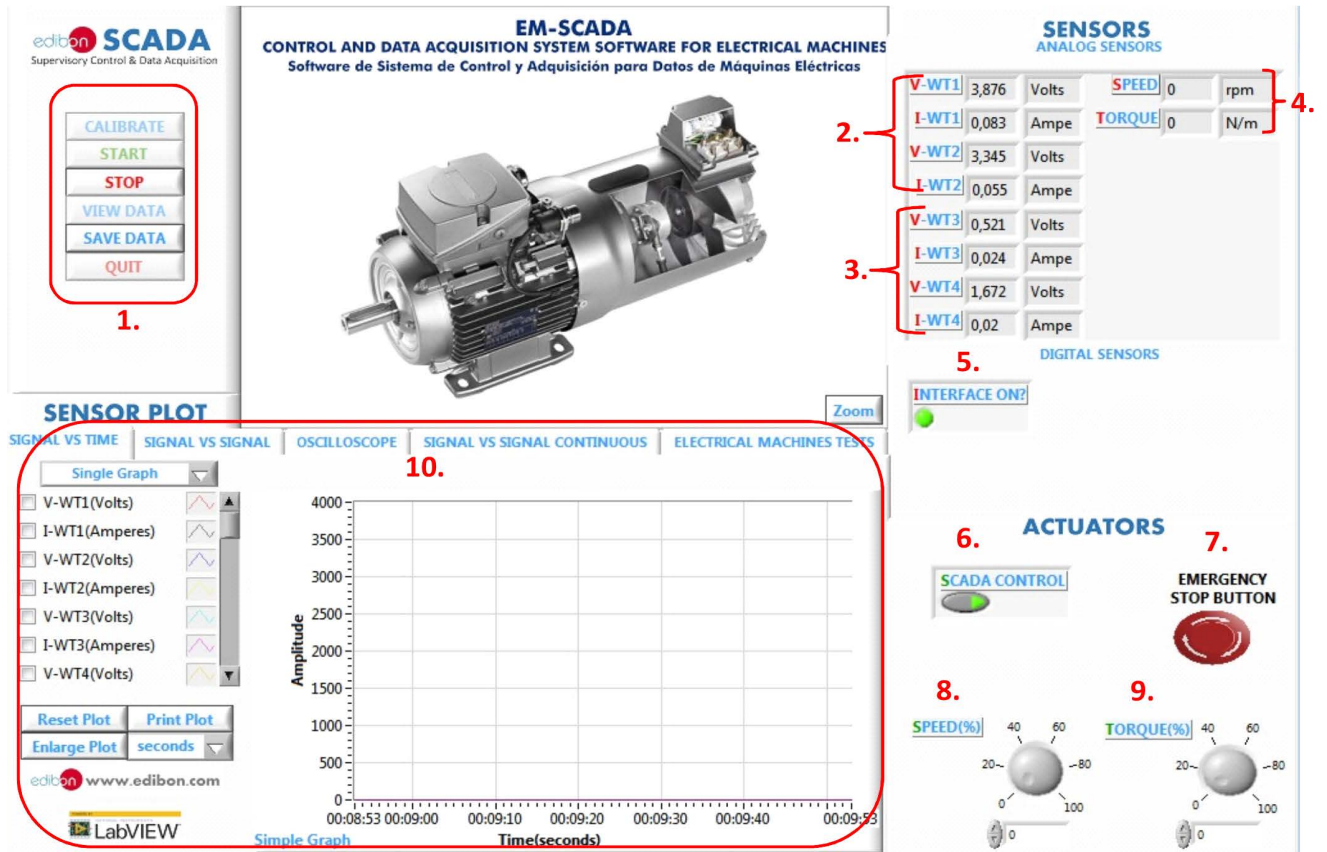 edibon SCADA
Supervisory Control & Data Acquisition
CALIBRATE
START
STOP
VIEW DATA
SAVE DATA
QUIT
1.
EM-SCADA
CONTROL AND DATA ACQUISITION SYSTEM SOFTWARE FOR ELECTRICAL MACHINES
Software de Sistema de Control y Adquisición para Datos de Máquinas Eléctricas
Zoom
SENSORS
ANALOG SENSORS
2.
V-WT1 3,876 Volts
I-WT1 0,083 Ampe
V-WT2 3,345 Volts
I-WT2 0,055 Ampe
3.
V-WT3 0,521 Volts
I-WT3 0,024 Ampe
V-WT4 1,672 Volts
I-WT4 0,02 Ampe
SPEED 0 rpm
TORQUE 0 N/m
4.
DIGITAL SENSORS
5.
INTERFACE ON?
SENSOR PLOT
SIGNAL VS TIME
SIGNAL VS SIGNAL
OSCILLOSCOPE
SIGNAL VS SIGNAL CONTINUOUS
ELECTRICAL MACHINES TESTS
10.
Single Graph
V-WT1(Volts)
I-WT1(Amperes)
V-WT2(Volts)
I-WT2(Amperes)
V-WT3(Volts)
I-WT3(Amperes)
V-WT4(Volts)
Reset Plot
Print Plot
Enlarge Plot
seconds
edibon www.edibon.com
LabVIEW
Amplitude
4000
3500
3000
2500
2000
1500
1000
500
0
00:08:53 00:09:00 00:09:10 00:09:20 00:09:30 00:09:40 00:09:53
Simple Graph
Time(seconds)
ACTUATORS
6.
SCADA CONTROL
7.
EMERGENCY
STOP BUTTON
8.
SPEED(%)
0 20 40 60 80 100
0
9.
TORQUE(%)
0 20 40 60 80 100
0